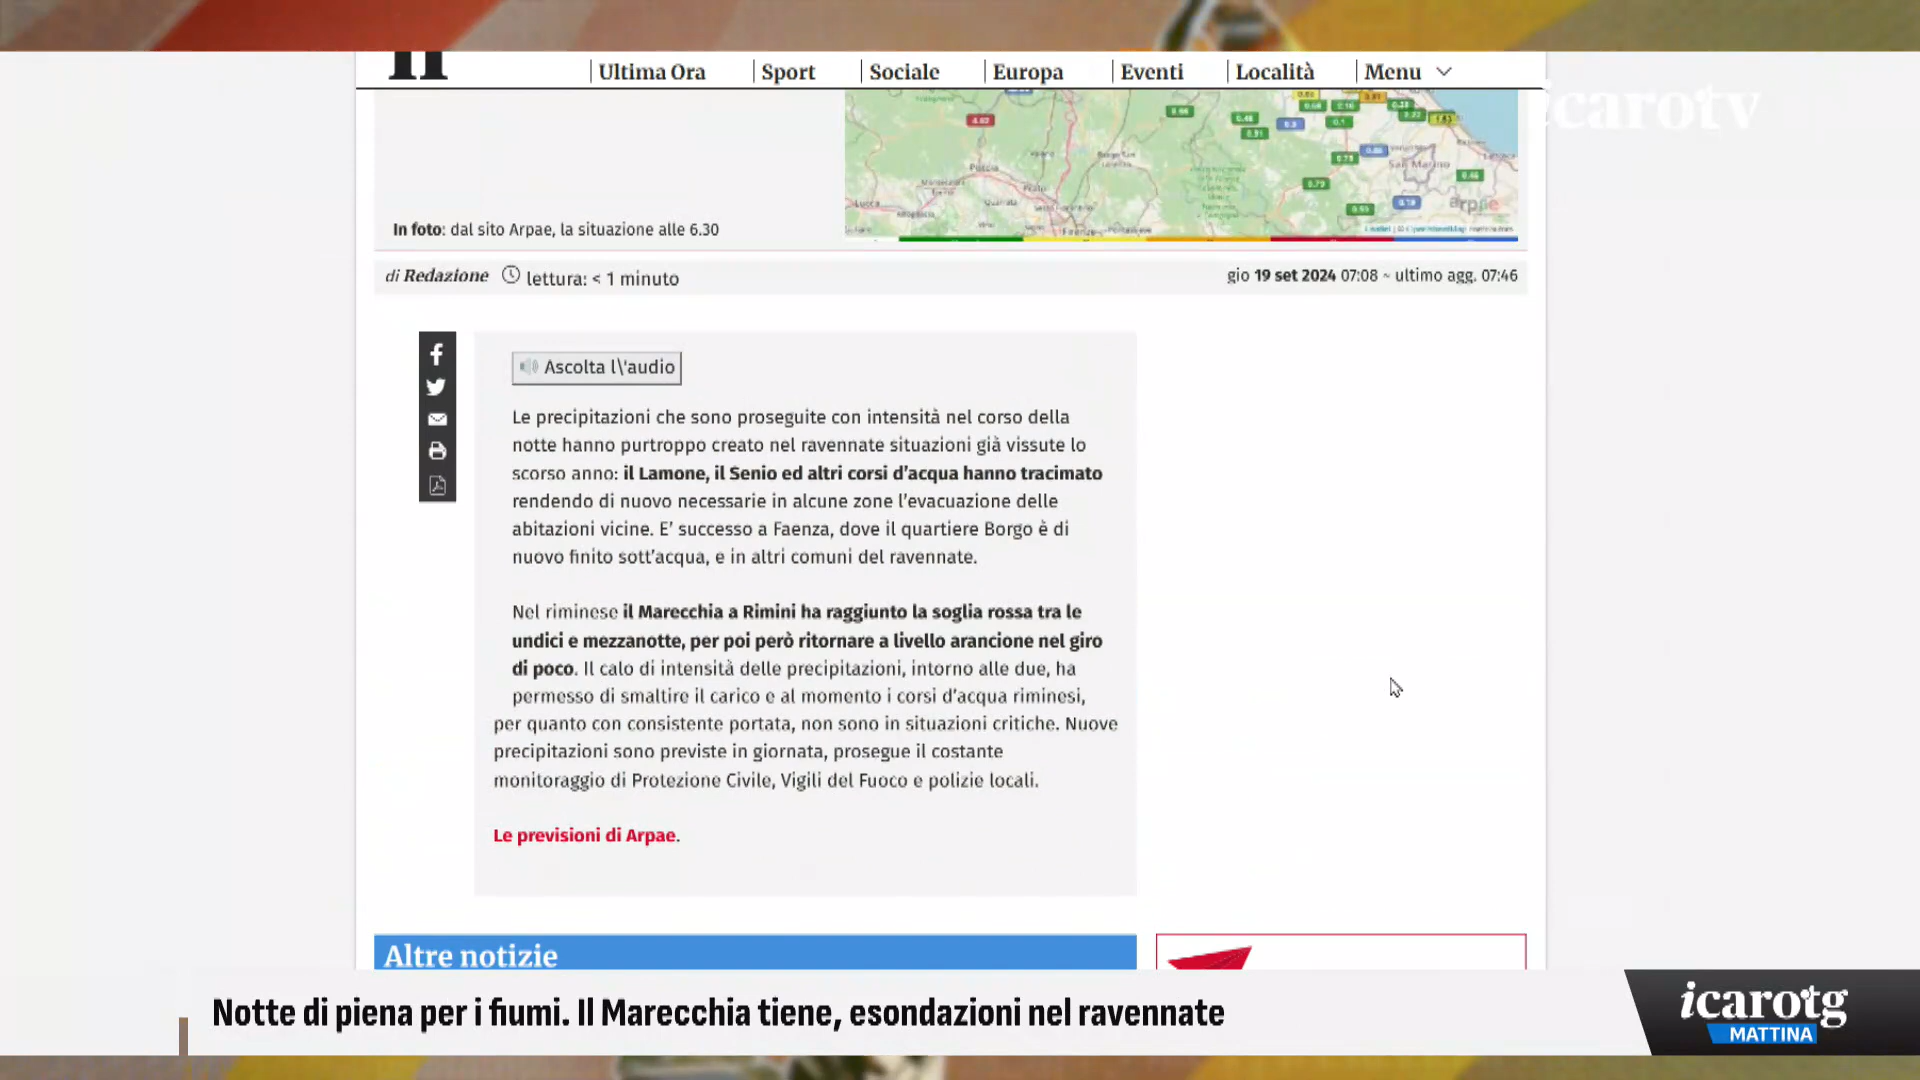 Ultima Ora
Sport
Sociale
Europa
Eventi
Località
Menu
icarotv
4.62
San Marino
Prato
Pistoia
Lucca
arpae
In foto: dal sito Arpae, la situazione alle 6.30
di Redazione lettura: < 1 minuto
gio 19 set 2024 07:08 ~ ultimo agg. 07:46
Ascolta l\'audio
Le precipitazioni che sono proseguite con intensità nel corso della
notte hanno purtroppo creato nel ravennate situazioni già vissute lo
scorso anno: il Lamone, il Senio ed altri corsi d’acqua hanno tracimato
rendendo di nuovo necessarie in alcune zone l’evacuazione delle
abitazioni vicine. E’ successo a Faenza, dove il quartiere Borgo è di
nuovo finito sott’acqua, e in altri comuni del ravennate.
Nel riminese il Marecchia a Rimini ha raggiunto la soglia rossa tra le
undici e mezzanotte, per poi però ritornare a livello arancione nel giro
di poco. Il calo di intensità delle precipitazioni, intorno alle due, ha
permesso di smaltire il carico e al momento i corsi d’acqua riminesi,
per quanto con consistente portata, non sono in situazioni critiche. Nuove
precipitazioni sono previste in giornata, prosegue il costante
monitoraggio di Protezione Civile, Vigili del Fuoco e polizie locali.
Le previsioni di Arpae.
Altre notizie
Notte di piena per i fiumi. Il Marecchia tiene, esondazioni nel ravennate
icarotg
MATTINA